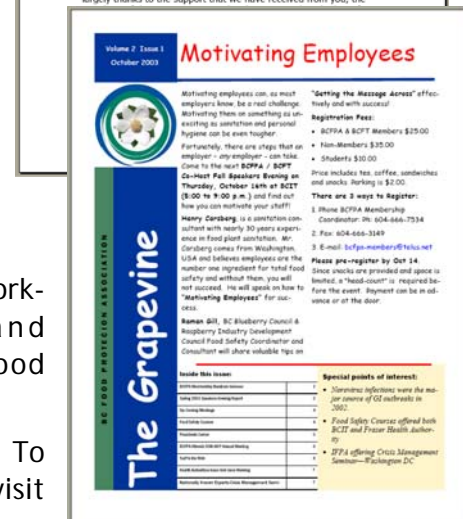 largely thanks to the support that we have received from you, the
Volume 2 Issue 1
October 2003
Motivating Employees
Motivating employees can, as most
employers know, be a real challenge.
Motivating them on something as un-
exciting as sanitation and personal
hygiene can be even tougher.
Fortunately, there are steps that an
employer - any employer - can take.
Come to the next BCFPA / BCFT
Co-Host Fall Speakers Evening on
Thursday, October 16th at BCIT
(5:00 to 9:00 p.m.) and find out
how you can motivate your staff!
Henry Carsberg, is a sanitation con-
sultant with nearly 30 years experi-
ence in food plant sanitation. Mr.
Carsberg comes from Washington,
USA and believes employees are the
number one ingredient for total food
safety and without them, you will
not succeed. He will speak on how to
"Motivating Employees" for suc-
cess.
Raman Gill, BC Blueberry Council &
Raspberry Industry Development
Council Food Safety Coordinator and
Consultant will share valuable tips on
"Getting the Message Across" effec-
tively and with success!
Registration Fees:
• BCFPA & BCFT Members $25.00
• Non-Members $35.00
• Students $10.00
Price includes tea, coffee, sandwiches
and snacks. Parking is $2.00.
There are 3 ways to Register:
1. Phone BCFPA Membership
Coordinator: Ph: 604-666-7534
2. Fax: 604-666-3149
3. E-mail: bcfpa-members@telus.net
Please pre-register by Oct 14.
Since snacks are provided and space is
limited, a "head-count" is required be-
fore the event. Payment can be in ad-
vance or at the door.
BC FOOD PROTECION ASSOCIATION
The Grapevine
Inside this issue:
Special points of interest:
• Norovirus infections were the ma-
jor source of GI outbreaks in
2002.
• Food Safety Courses offered both
BCIT and Fraser Health Author-
ity
• IFPA offering Crisis Management
Seminar—Washington DC
ork-
and
ood
To
visit